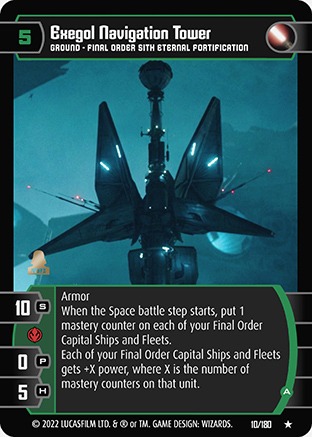 5 Exegol Navigation Tower
GROUND - FINAL ORDER SITH ETERNAL FORTIFICATION
10 S
0 P
5 H
Armor
When the Space battle step starts, put 1
mastery counter on each of your Final Order
Capital Ships and Fleets.
Each of your Final Order Capital Ships and Fleets
gets +X power, where X is the number of
mastery counters on that unit.
A
© 2022 LUCASFILM LTD. & ® or TM. GAME DESIGN: WIZARDS. 10/180 ★